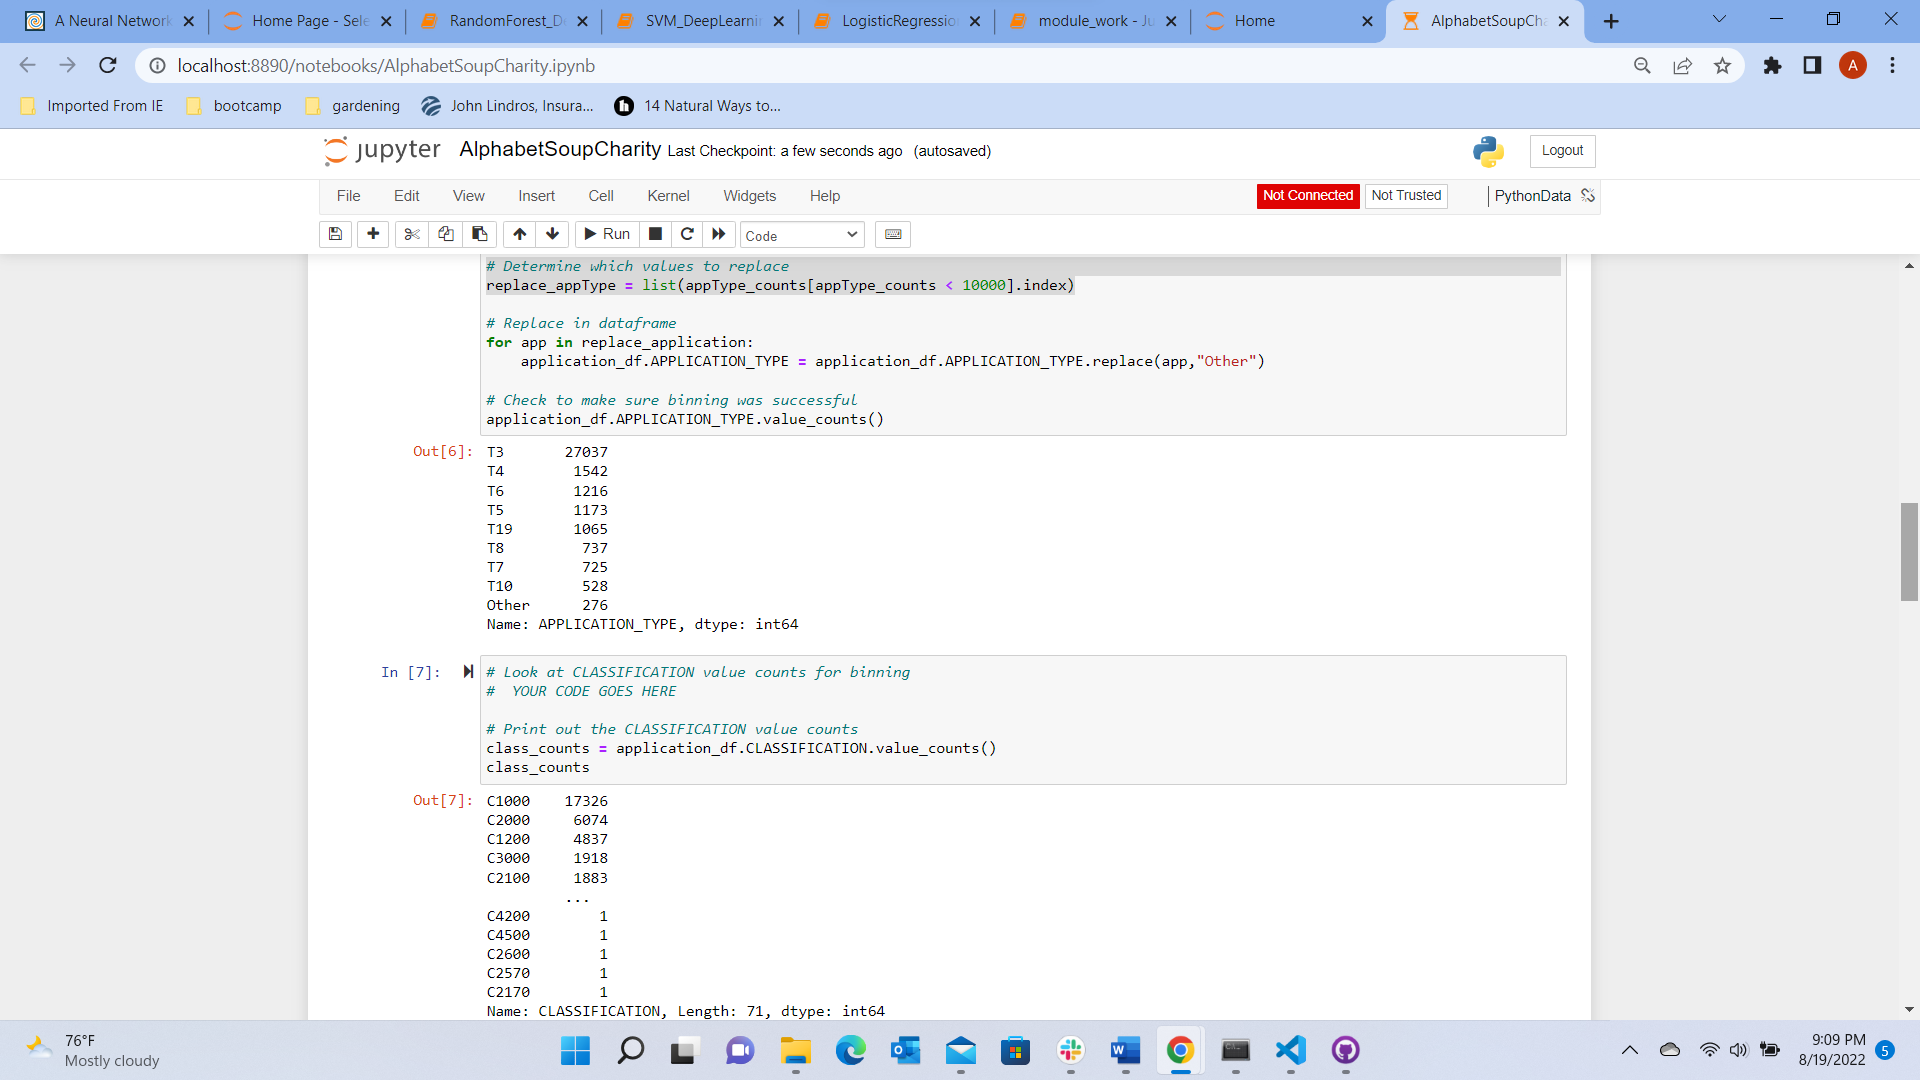 A Neural Network
Home Page - Sele
RandomForest_De
SVM_DeepLearnin
LogisticRegression
module_work - Ju
Home
AlphabetSoupCha
localhost:8890/notebooks/AlphabetSoupCharity.ipynb
A
Imported From IE
bootcamp
gardening
John Lindros, Insura...
14 Natural Ways to...
jupyter AlphabetSoupCharity Last Checkpoint: a few seconds ago (autosaved)
Logout
File Edit View Insert Cell Kernel Widgets Help
Not Connected Not Trusted PythonData
Run Code
# Determine which values to replace
replace_appType = list(appType_counts[appType_counts < 10000].index)
# Replace in dataframe
for app in replace_application:
    application_df.APPLICATION_TYPE = application_df.APPLICATION_TYPE.replace(app,"Other")
# Check to make sure binning was successful
application_df.APPLICATION_TYPE.value_counts()
Out[6]: T3 27037
T4 1542
T6 1216
T5 1173
T19 1065
T8 737
T7 725
T10 528
Other 276
Name: APPLICATION_TYPE, dtype: int64
In [7]: # Look at CLASSIFICATION value counts for binning
#  YOUR CODE GOES HERE
# Print out the CLASSIFICATION value counts
class_counts = application_df.CLASSIFICATION.value_counts()
class_counts
Out[7]: C1000 17326
C2000 6074
C1200 4837
C3000 1918
C2100 1883
...
C4200 1
C4500 1
C2600 1
C2570 1
C2170 1
Name: CLASSIFICATION, Length: 71, dtype: int64
76°F
Mostly cloudy
9:09 PM
8/19/2022
5